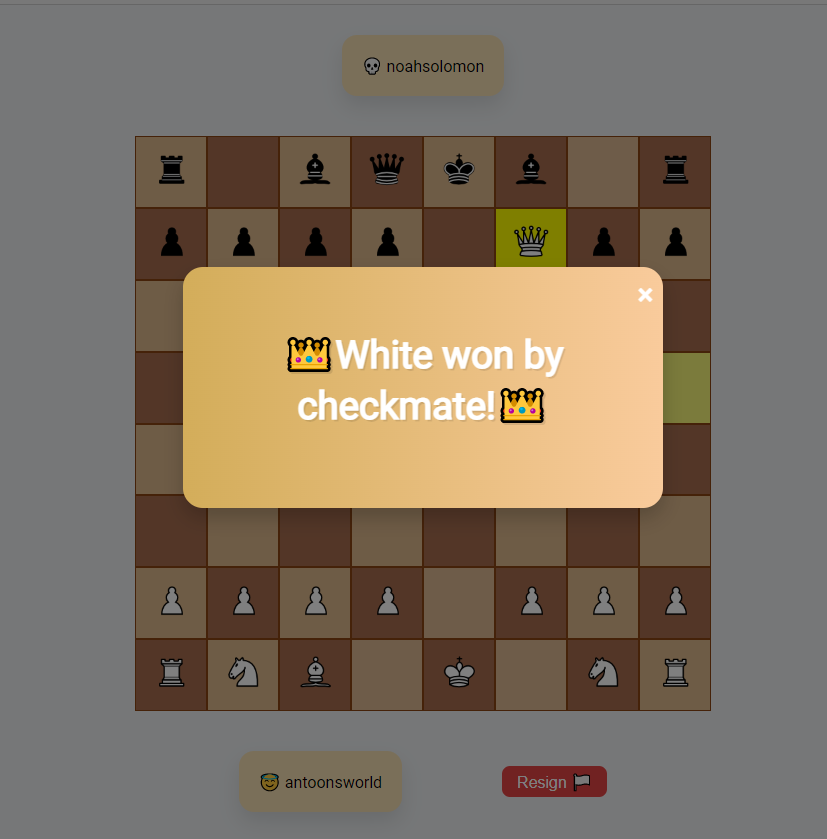 💀 noahsolomon
👑White won by
checkmate!👑
😇 antoonsworld
Resign 🏳